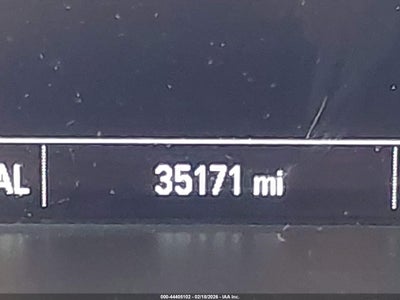 AL 35171 mi
000-44405102 - 02/18/2026 - IAA Inc.